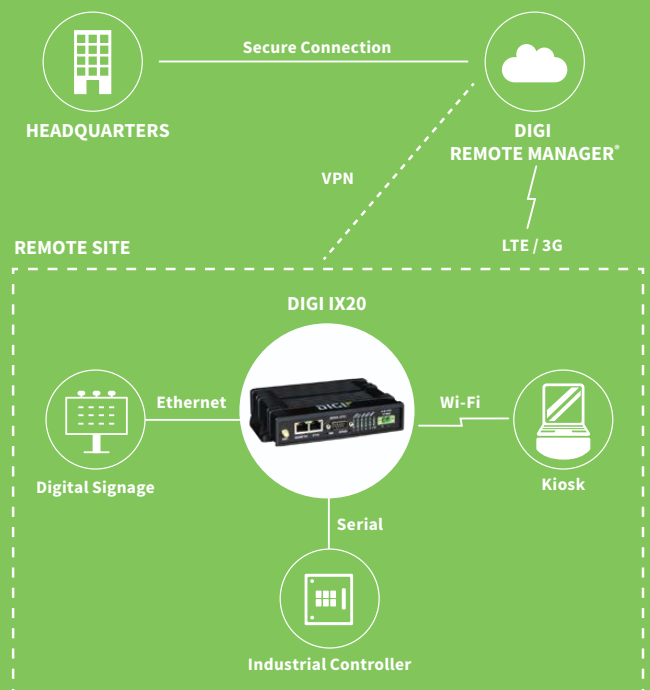 Secure Connection
HEADQUARTERS
DIGI
REMOTE MANAGER®
VPN
LTE / 3G
REMOTE SITE
DIGI IX20
DIGI
Ethernet
Wi-Fi
Digital Signage
Kiosk
Serial
Industrial Controller